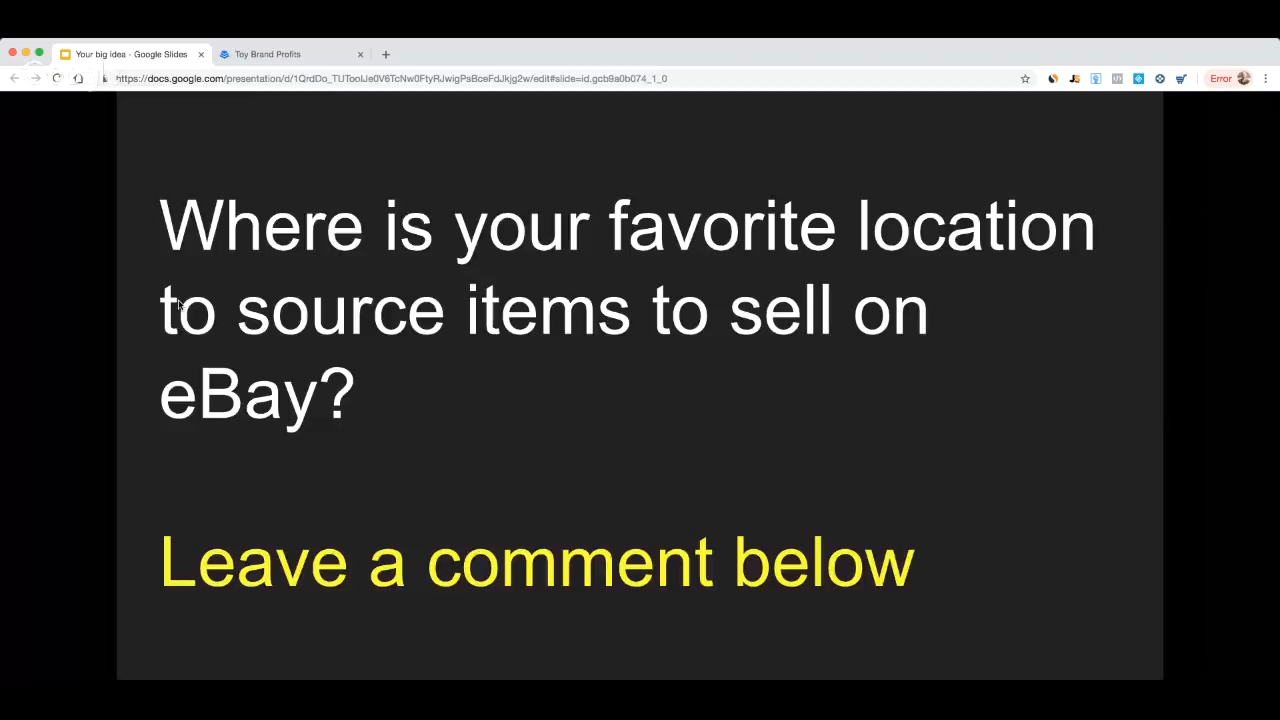 Your big idea - Google Slides
Toy Brand Profits
Error
Where is your favorite location
to source items to sell on
eBay?
Leave a comment below